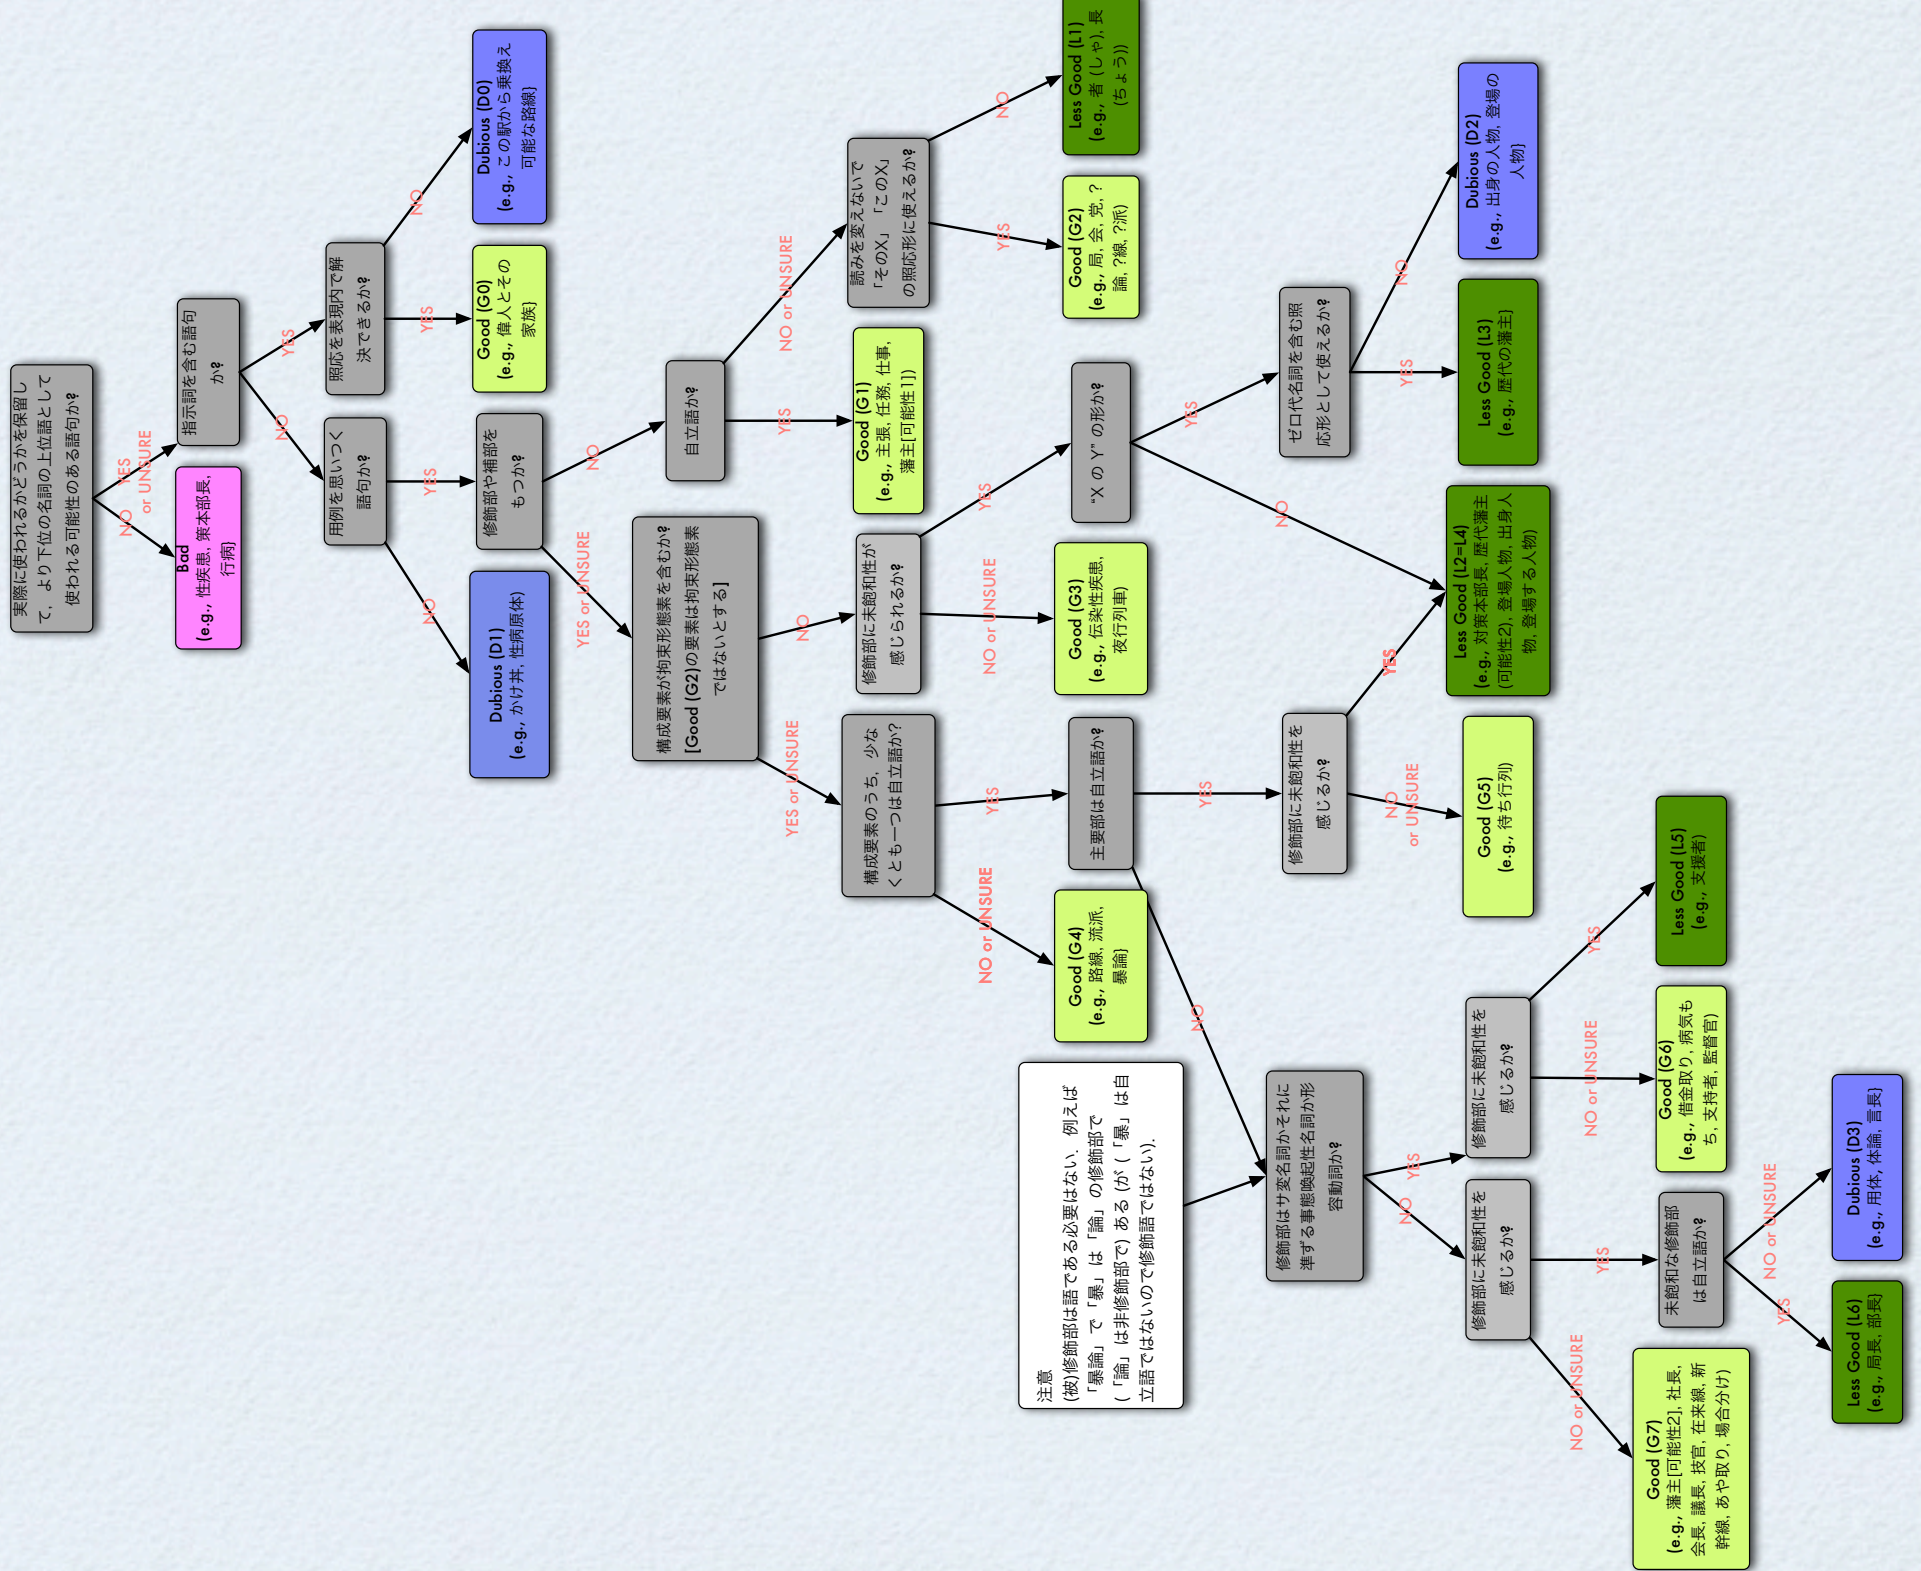 実際に使われるかどうかを保留し
て，より下位の名詞の上位語として
使われる可能性のある語句か?
NO
YES
or UNSURE
Bad
(e.g., 性疾患, 策本部長,
行病}
指示詞を含む語句
か?
NO
YES
用例を思いつく
語句か?
照応を表現内で解
決できるか?
NO
YES
YES
NO
Dubious (D1)
(e.g., かけ丼, 性病原体)
修飾部や補部を
もつか?
Good (G0)
(e.g., 偉人とその
家族}
Dubious (D0)
(e.g., この駅から乗換え
可能な路線}
YES or UNSURE
NO
構成要素が拘束形態素を含むか?
[Good (G2)の要素は拘束形態素
ではないとする]
自立語か?
YES or UNSURE
NO
YES
NO or UNSURE
構成要素のうち，少な
くとも一つは自立語か?
修飾部に未飽和性が
感じられるか?
Good (G1)
(e.g., 主張, 任務, 仕事,
藩主[可能性1])
読みを変えないで
「そのX」「このX」
の照応形に使えるか?
NO or UNSURE
YES
NO or UNSURE
YES
YES
NO
注意
(被)修飾部は語である必要はない．例えば
「暴論」で「暴」は「論」の修飾部で
(「論」は非修飾部で) ある (が (「暴」は自
立語ではないので修飾語ではない).
Good (G4)
(e.g., 路線, 流派,
暴論}
主要部は自立語か?
Good (G3)
(e.g., 伝染性疾患,
夜行列車)
“X の Y” の形か?
Good (G2)
(e.g., 局, 会, 党, ?
論, ?線, ?派)
Less Good (L1)
(e.g., 者 (しゃ), 長
(ちょう))
NO
YES
NO
YES
修飾部はサ変名詞かそれに
準ずる事態喚起性名詞か形
容動詞か?
修飾部に未飽和性を
感じるか?
ゼロ代名詞を含む照
応形として使えるか?
NO
YES
NO
or UNSURE
YES
YES
NO
修飾部に未飽和性を
感じるか?
修飾部に未飽和性を
感じるか?
Good (G5)
(e.g., 待ち行列)
Less Good (L2=L4)
(e.g., 対策本部長, 歴代藩主
(可能性2), 登場人物, 出身人
物, 登場する人物)
Less Good (L3)
(e.g., 歴代の藩主}
Dubious (D2)
(e.g., 出身の人物, 登場の
人物}
NO or UNSURE
YES
NO or UNSURE
YES
Good (G7)
(e.g., 藩主[可能性2], 社長,
会長, 議長, 技官, 在来線, 新
幹線, あや取り, 場合分け)
未飽和な修飾部
は自立語か?
Good (G6)
(e.g., 借金取り, 病気も
ち, 支持者, 監督官)
Less Good (L5)
(e.g., 支援者)
YES
NO or UNSURE
Less Good (L6)
(e.g., 局長, 部長}
Dubious (D3)
(e.g., 用体, 体論, 言長}